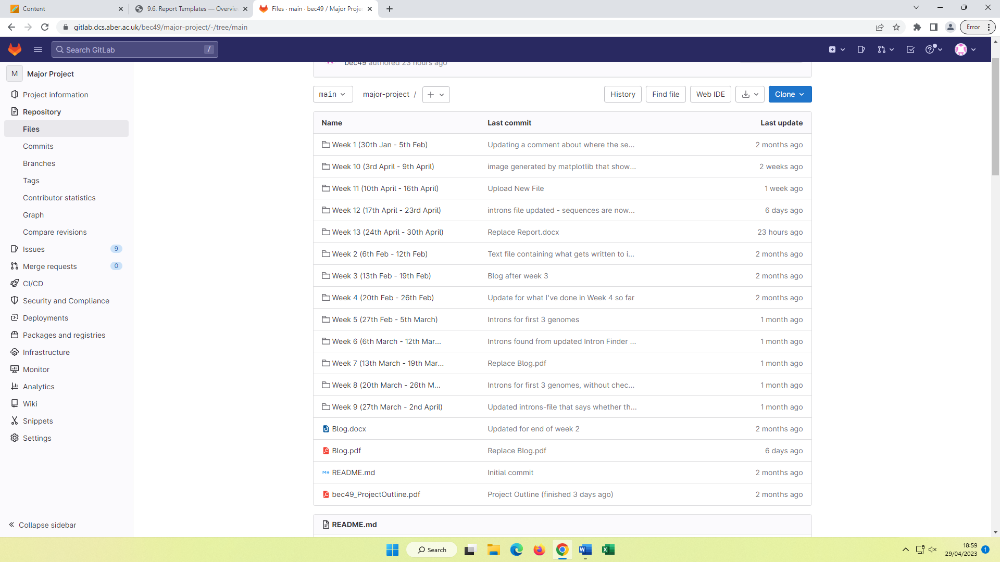 Content
9.6. Report Templates — Overvie
Files · main · bec49 / Major Proje
gitlab.dcs.aber.ac.uk/bec49/major-project/-/tree/main
Error
Search GitLab
/
M
Major Project
Project information
Repository
Files
Commits
Branches
Tags
Contributor statistics
Graph
Compare revisions
Issues 9
Merge requests 0
CI/CD
Security and Compliance
Deployments
Packages and registries
Infrastructure
Monitor
Analytics
Wiki
Snippets
Settings
Collapse sidebar
bec49 authored 23 hours ago
main major-project / + History Find file Web IDE Clone
Name Last commit Last update
Week 1 (30th Jan - 5th Feb) Updating a comment about where the se... 2 months ago
Week 10 (3rd April - 9th April) image generated by matplotlib that show... 2 weeks ago
Week 11 (10th April - 16th April) Upload New File 1 week ago
Week 12 (17th April - 23rd April) introns file updated - sequences are now... 6 days ago
Week 13 (24th April - 30th April) Replace Report.docx 23 hours ago
Week 2 (6th Feb - 12th Feb) Text file containing what gets written to i... 2 months ago
Week 3 (13th Feb - 19th Feb) Blog after week 3 2 months ago
Week 4 (20th Feb - 26th Feb) Update for what I've done in Week 4 so far 2 months ago
Week 5 (27th Feb - 5th March) Introns for first 3 genomes 1 month ago
Week 6 (6th March - 12th Mar... Introns found from updated Intron Finder ... 1 month ago
Week 7 (13th March - 19th Mar... Replace Blog.pdf 1 month ago
Week 8 (20th March - 26th M... Introns for first 3 genomes, without chec... 1 month ago
Week 9 (27th March - 2nd April) Updated introns-file that says whether th... 1 month ago
Blog.docx Updated for end of week 2 2 months ago
Blog.pdf Replace Blog.pdf 6 days ago
README.md Initial commit 2 months ago
bec49_ProjectOutline.pdf Project Outline (finished 3 days ago) 2 months ago
README.md
Search
18:59
29/04/2023
1